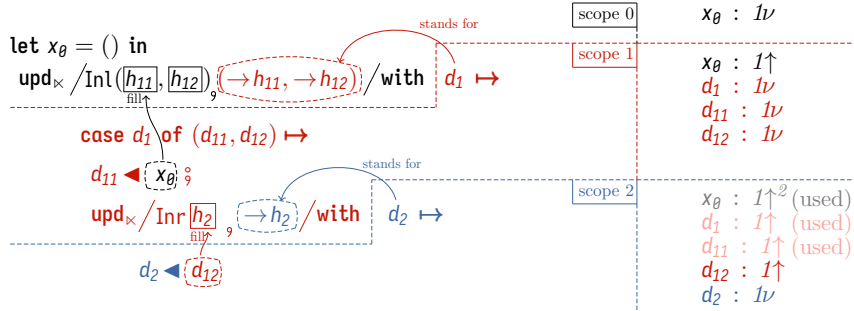 scope 0 x₀ : 1ν
stands for
let x₀ = () in
scope 1 x₀ : 1↑
upd⋉ ╱Inl(h₁₁, h₁₂) , (→h₁₁, →h₁₂)╱with d₁ ↦ d₁ : 1ν
fill d₁₁ : 1ν
case d₁ of (d₁₁, d₁₂) ↦ d₁₂ : 1ν
stands for
d₁₁ ◀ x₀ ;
scope 2 x₀ : 1↑² (used)
upd⋉ ╱Inr h₂ , →h₂ ╱with d₂ ↦ d₁ : 1↑ (used)
fill d₁₁ : 1↑ (used)
d₂ ◀ d₁₂ d₁₂ : 1↑
d₂ : 1ν